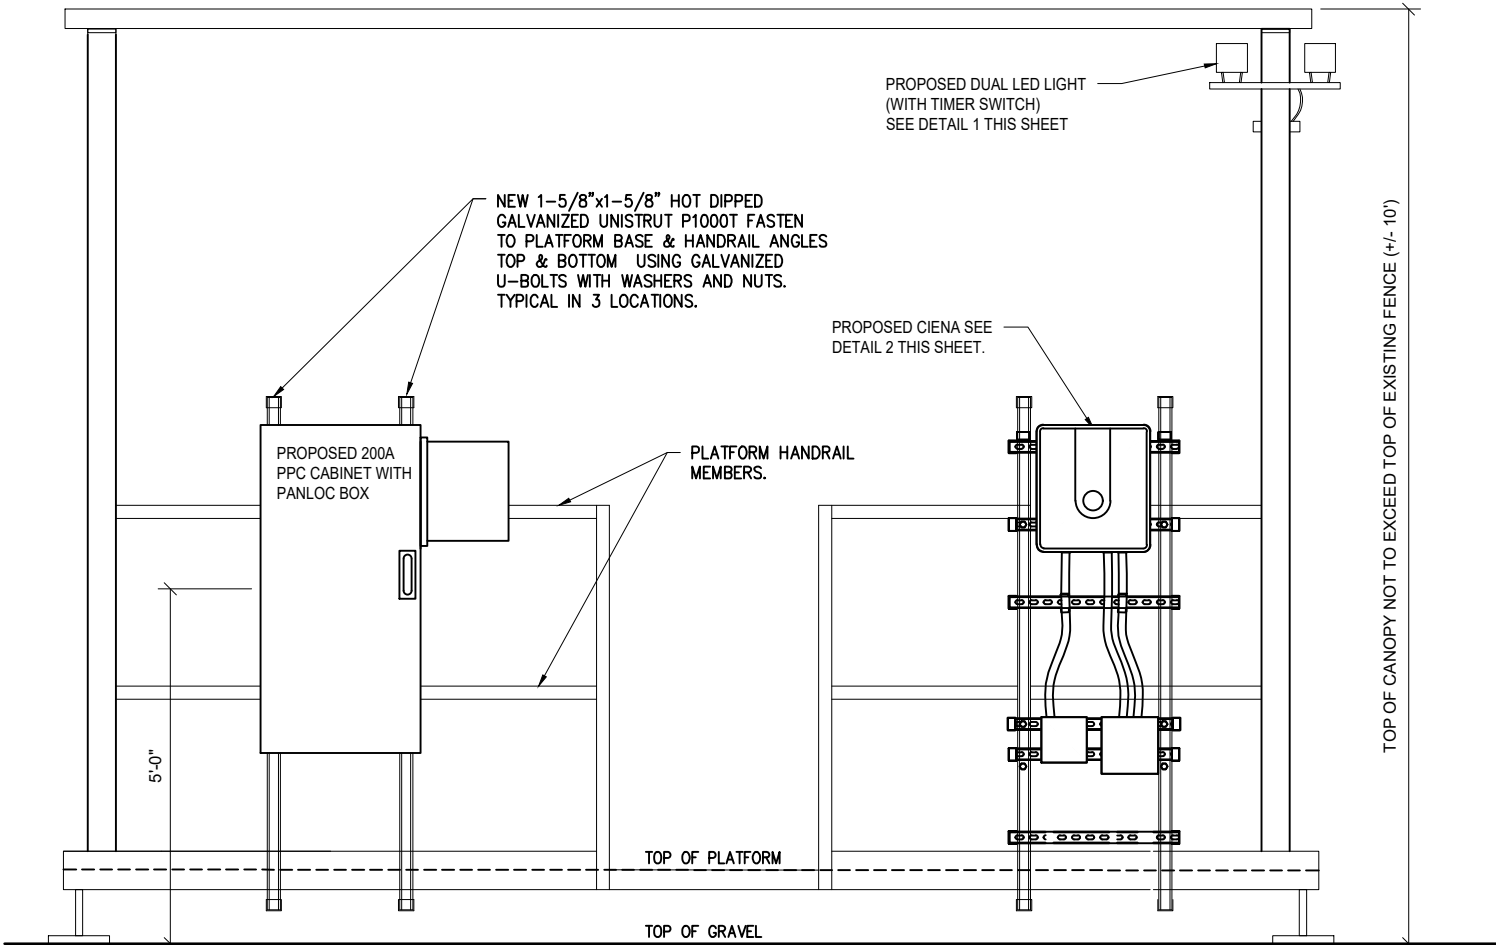 PROPOSED DUAL LED LIGHT
(WITH TIMER SWITCH)
SEE DETAIL 1 THIS SHEET
NEW 1-5/8"x1-5/8" HOT DIPPED
GALVANIZED UNISTRUT P1000T FASTEN
TO PLATFORM BASE & HANDRAIL ANGLES
TOP & BOTTOM USING GALVANIZED
U-BOLTS WITH WASHERS AND NUTS.
TYPICAL IN 3 LOCATIONS.
PROPOSED CIENA SEE
DETAIL 2 THIS SHEET.
PROPOSED 200A
PPC CABINET WITH
PANLOC BOX
PLATFORM HANDRAIL
MEMBERS.
5'-0"
TOP OF CANOPY NOT TO EXCEED TOP OF EXISTING FENCE (+/- 10')
TOP OF PLATFORM
TOP OF GRAVEL